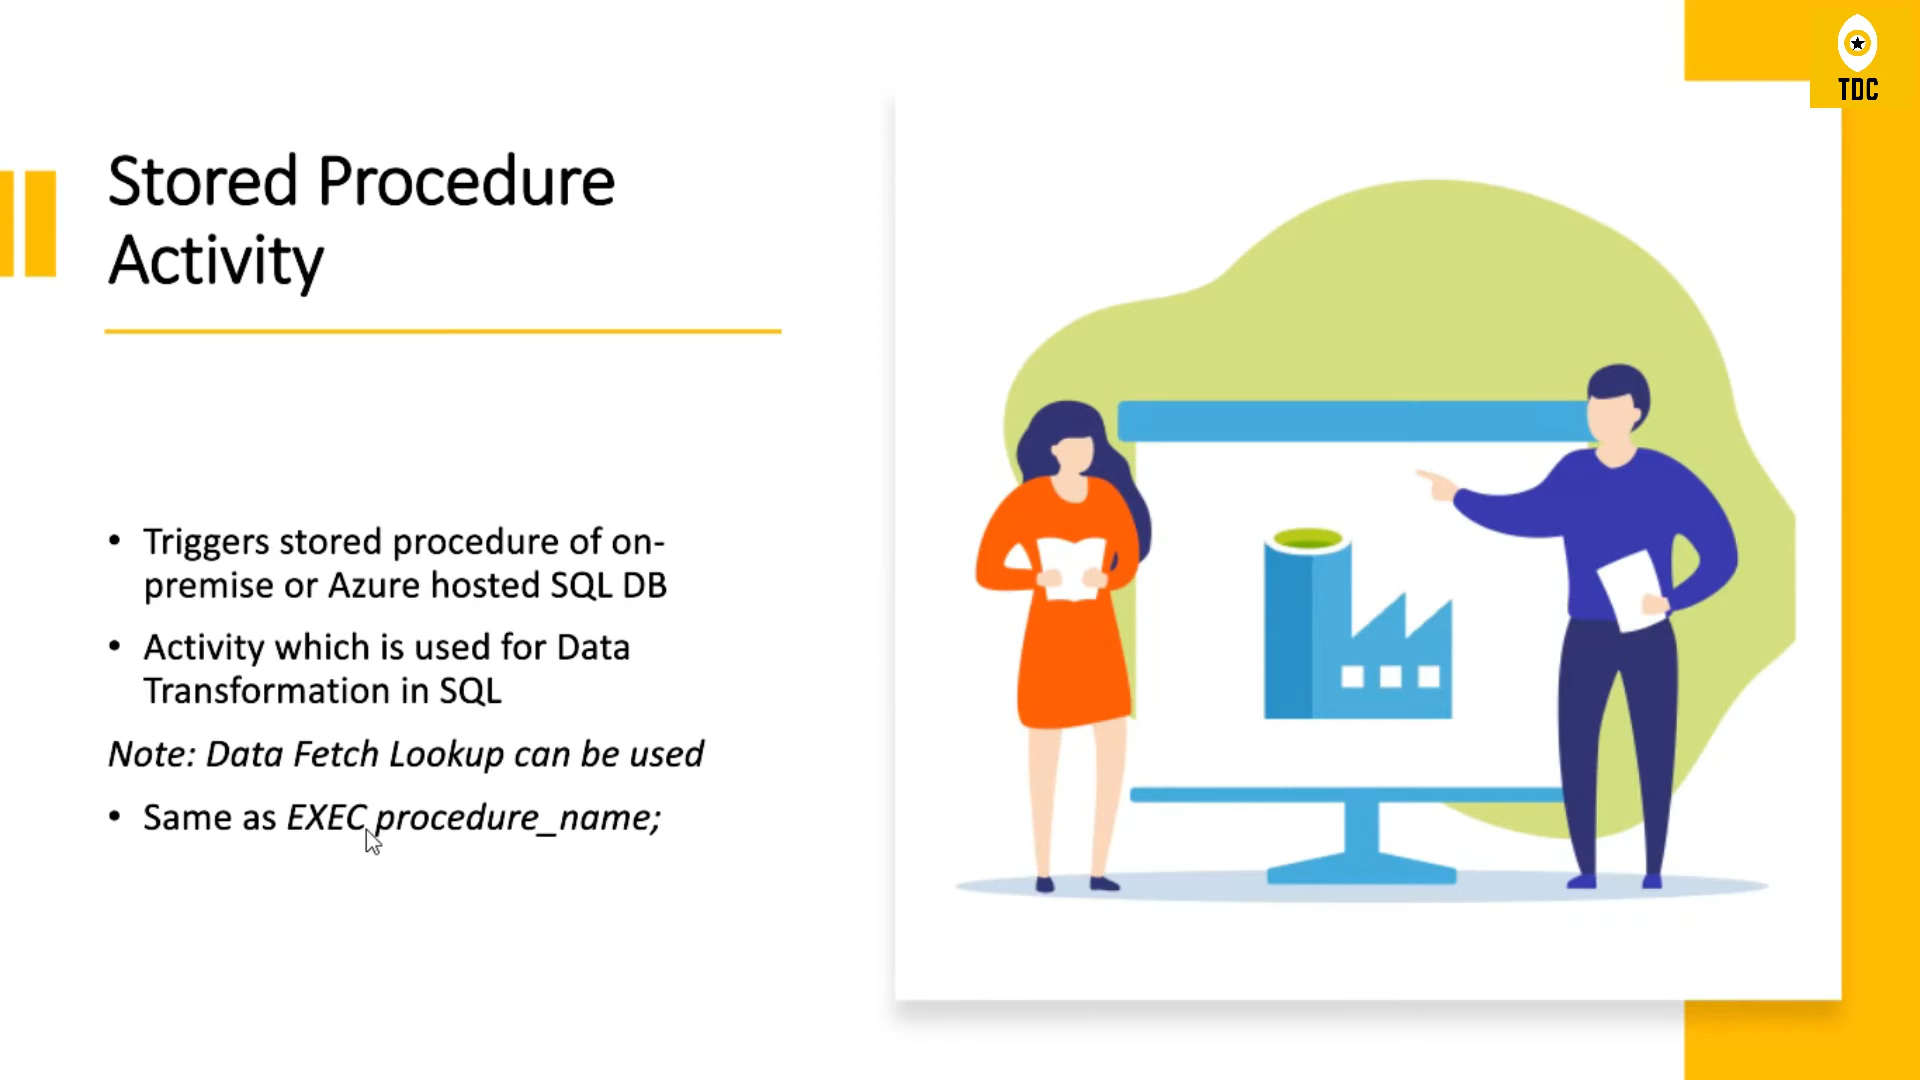 TDC
Stored Procedure
Activity
• Triggers stored procedure of on-
premise or Azure hosted SQL DB
• Activity which is used for Data
Transformation in SQL
Note: Data Fetch Lookup can be used
• Same as EXEC procedure_name;